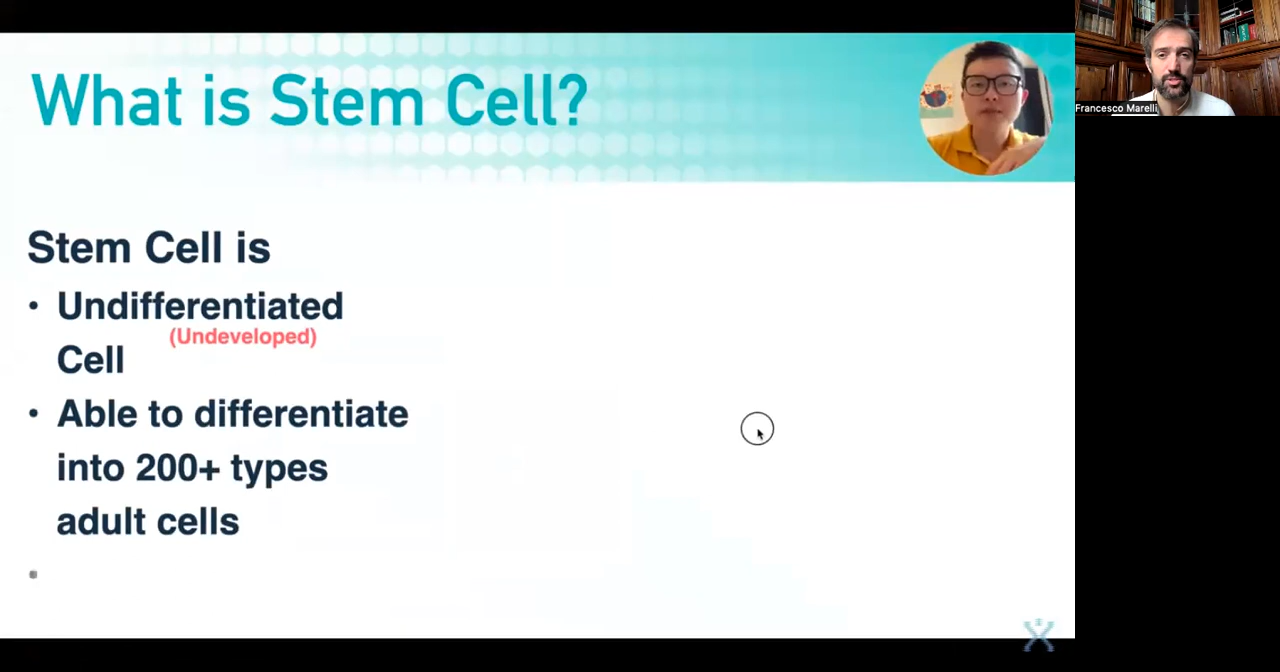 What is Stem Cell?
Francesco Marelli
Stem Cell is
• Undifferentiated
(Undeveloped)
Cell
• Able to differentiate
into 200+ types
adult cells